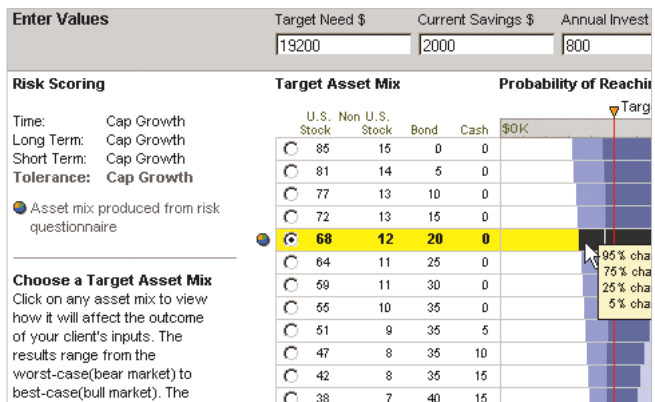 Enter Values
Target Need $ Current Savings $ Annual Invest
19200 2000 800
Risk Scoring
Time: Cap Growth
Long Term: Cap Growth
Short Term: Cap Growth
Tolerance: Cap Growth
Asset mix produced from risk
questionnaire
Choose a Target Asset Mix
Click on any asset mix to view
how it will affect the outcome
of your client's inputs. The
results range from the
worst-case(bear market) to
best-case(bull market). The
Target Asset Mix
U.S. Non U.S.
Stock Stock Bond Cash
85 15 0 0
81 14 5 0
77 13 10 0
72 13 15 0
68 12 20 0
64 11 25 0
59 11 30 0
55 10 35 0
51 9 35 5
47 8 35 10
42 8 35 15
38 7 40 15
Probability of Reachi
Targ
$0K
95% cha
75% cha
25% cha
5% cha